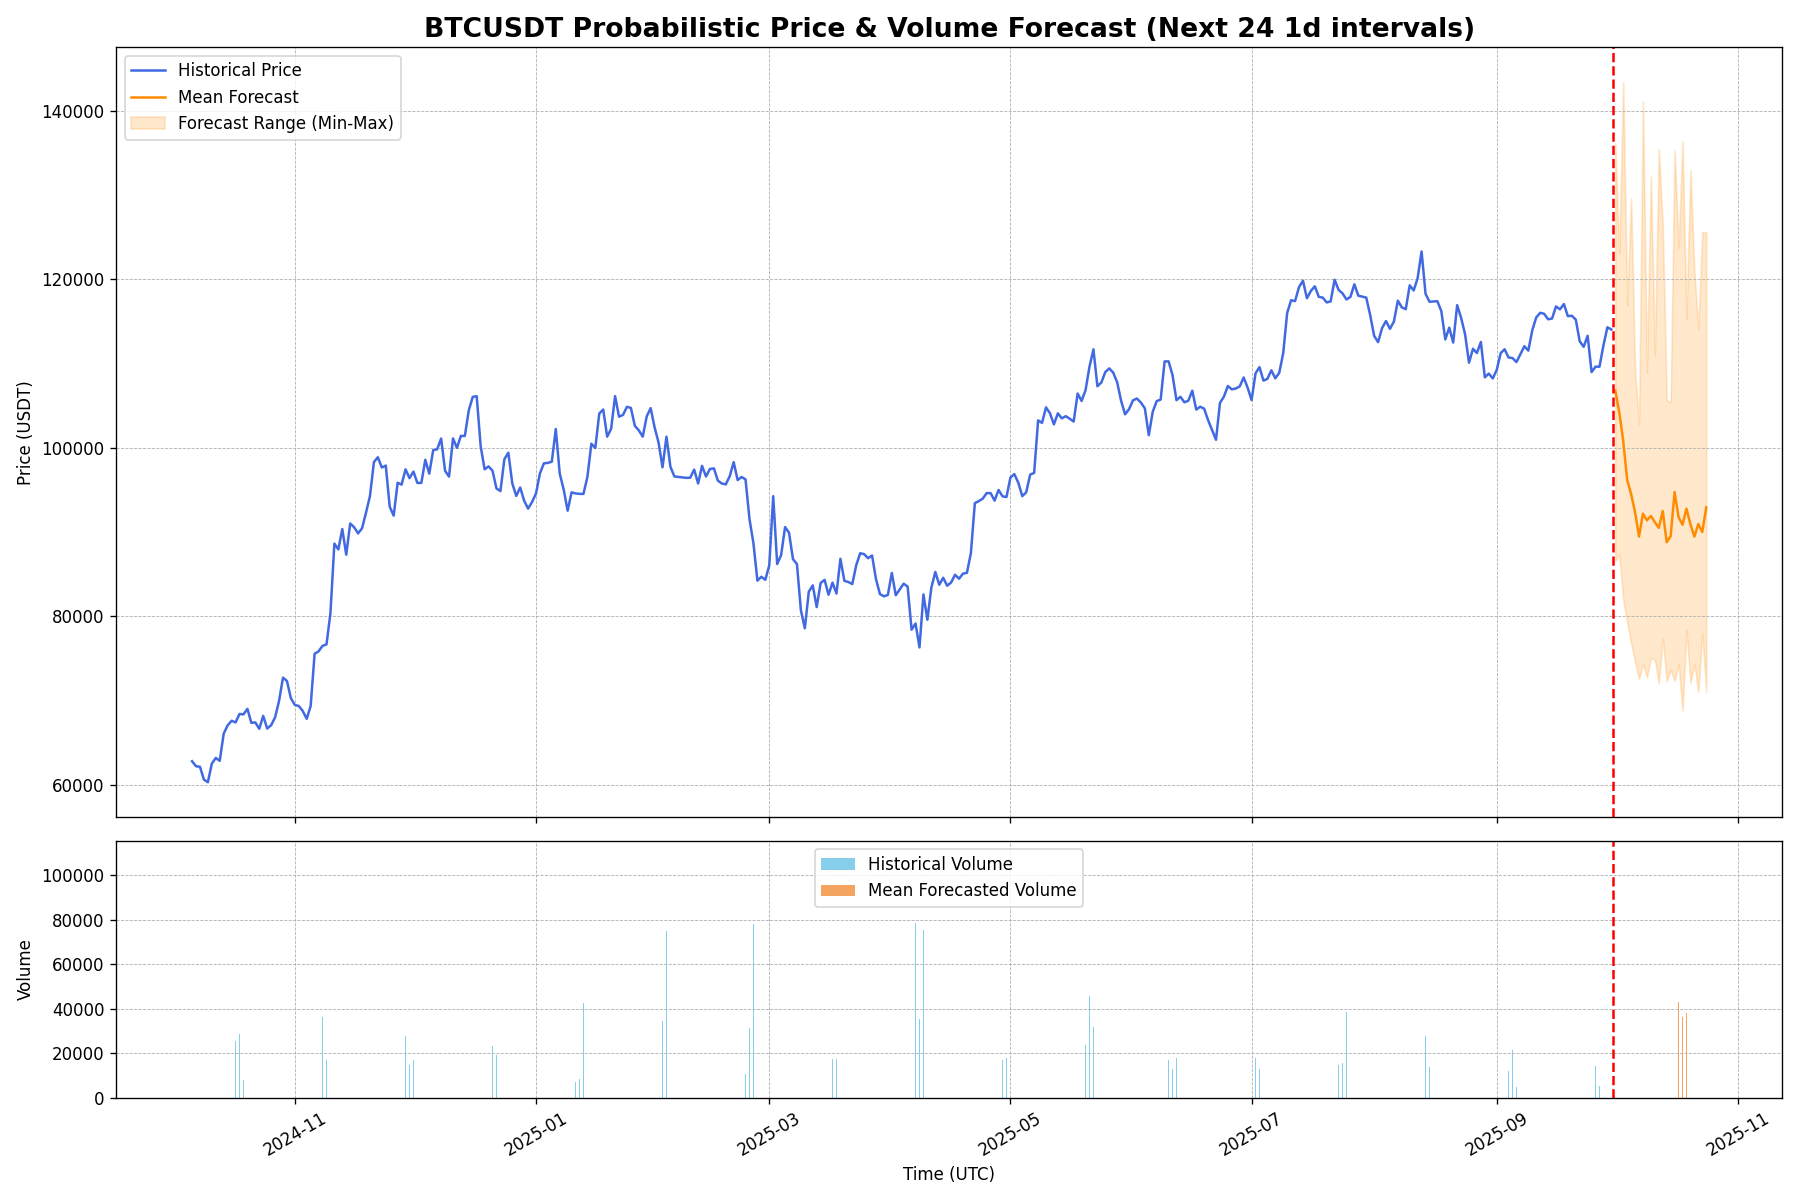 BTCUSDT Probabilistic Price & Volume Forecast (Next 24 1d intervals)
Historical Price
Mean Forecast
Forecast Range (Min-Max)
140000
120000
100000
80000
60000
Price (USDT)
Historical Volume
Mean Forecasted Volume
100000
80000
60000
40000
20000
0
Volume
2024-11
2025-01
2025-03
2025-05
2025-07
2025-09
2025-11
Time (UTC)